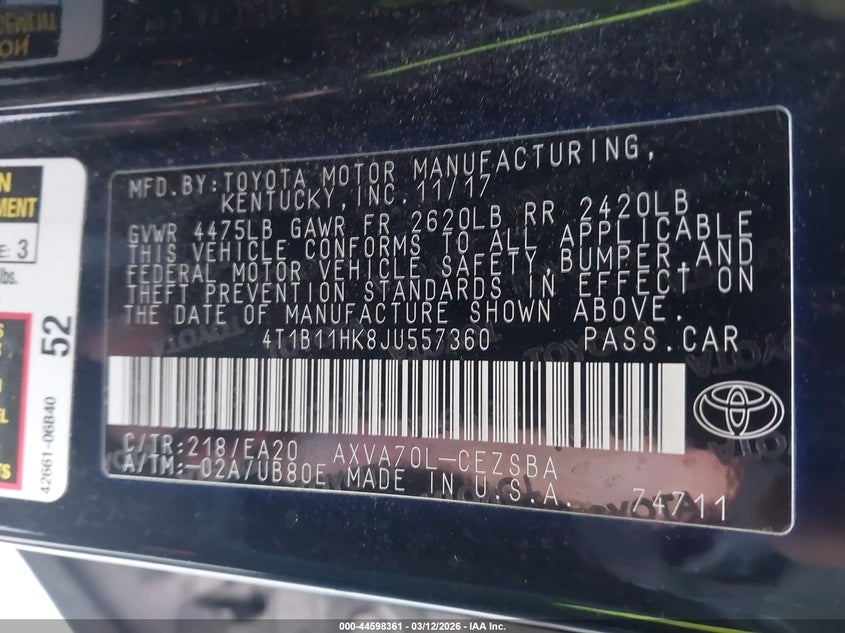 MFD.BY:TOYOTA MOTOR MANUFACTURING,
KENTUCKY,INC.11/17
GVWR 4475LB GAWR FR 2620LB RR 2420LB
THIS VEHICLE CONFORMS TO ALL APPLICABLE
FEDERAL MOTOR VEHICLE SAFETY,BUMPER,AND
THEFT PREVENTION STANDARDS IN EFFECT ON
THE DATE OF MANUFACTURE SHOWN ABOVE.
4T1B11HK8JU557360 PASS.CAR
C/TR:218/EA20 AXVA70L-CEZSBA
A/TM:-02A/UB80E MADE IN U.S.A. 74711
52
42661-06B40
3
lbs.
000-44598361 - 03/12/2026 - IAA Inc.